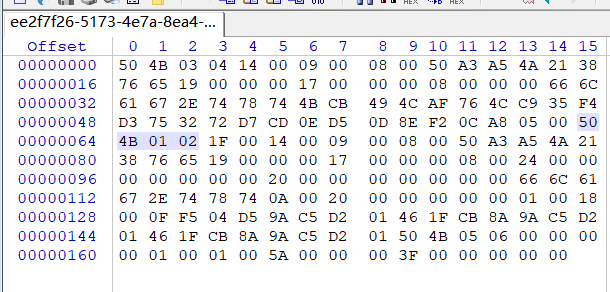 ee2f7f26-5173-4e7a-8ea4-...
Offset 0 1 2 3 4 5 6 7 8 9 10 11 12 13 14 15
00000000 50 4B 03 04 14 00 09 00 08 00 50 A3 A5 4A 21 38
00000016 76 65 19 00 00 00 17 00 00 00 08 00 00 00 66 6C
00000032 61 67 2E 74 78 74 4B CB 49 4C AF 76 4C C9 35 F4
00000048 D3 75 32 72 D7 CD 0E D5 0D 8E F2 0C A8 05 00 50
00000064 4B 01 02 1F 00 14 00 09 00 08 00 50 A3 A5 4A 21
00000080 38 76 65 19 00 00 00 17 00 00 00 08 00 24 00 00
00000096 00 00 00 00 00 20 00 00 00 00 00 00 00 66 6C 61
00000112 67 2E 74 78 74 0A 00 20 00 00 00 00 00 01 00 18
00000128 00 0F F5 04 D5 9A C5 D2 01 46 1F CB 8A 9A C5 D2
00000144 01 46 1F CB 8A 9A C5 D2 01 50 4B 05 06 00 00 00
00000160 00 01 00 01 00 5A 00 00 00 3F 00 00 00 00 00